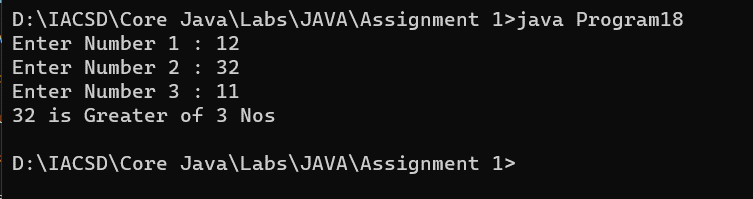 D:\IACSD\Core Java\Labs\JAVA\Assignment 1>java Program18
Enter Number 1 : 12
Enter Number 2 : 32
Enter Number 3 : 11
32 is Greater of 3 Nos
D:\IACSD\Core Java\Labs\JAVA\Assignment 1>